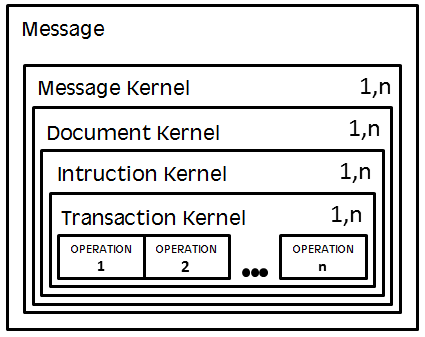 Message
Message Kernel 1,n
Document Kernel 1,n
Intruction Kernel 1,n
Transaction Kernel 1,n
OPERATION OPERATION OPERATION
1 2 ••• n